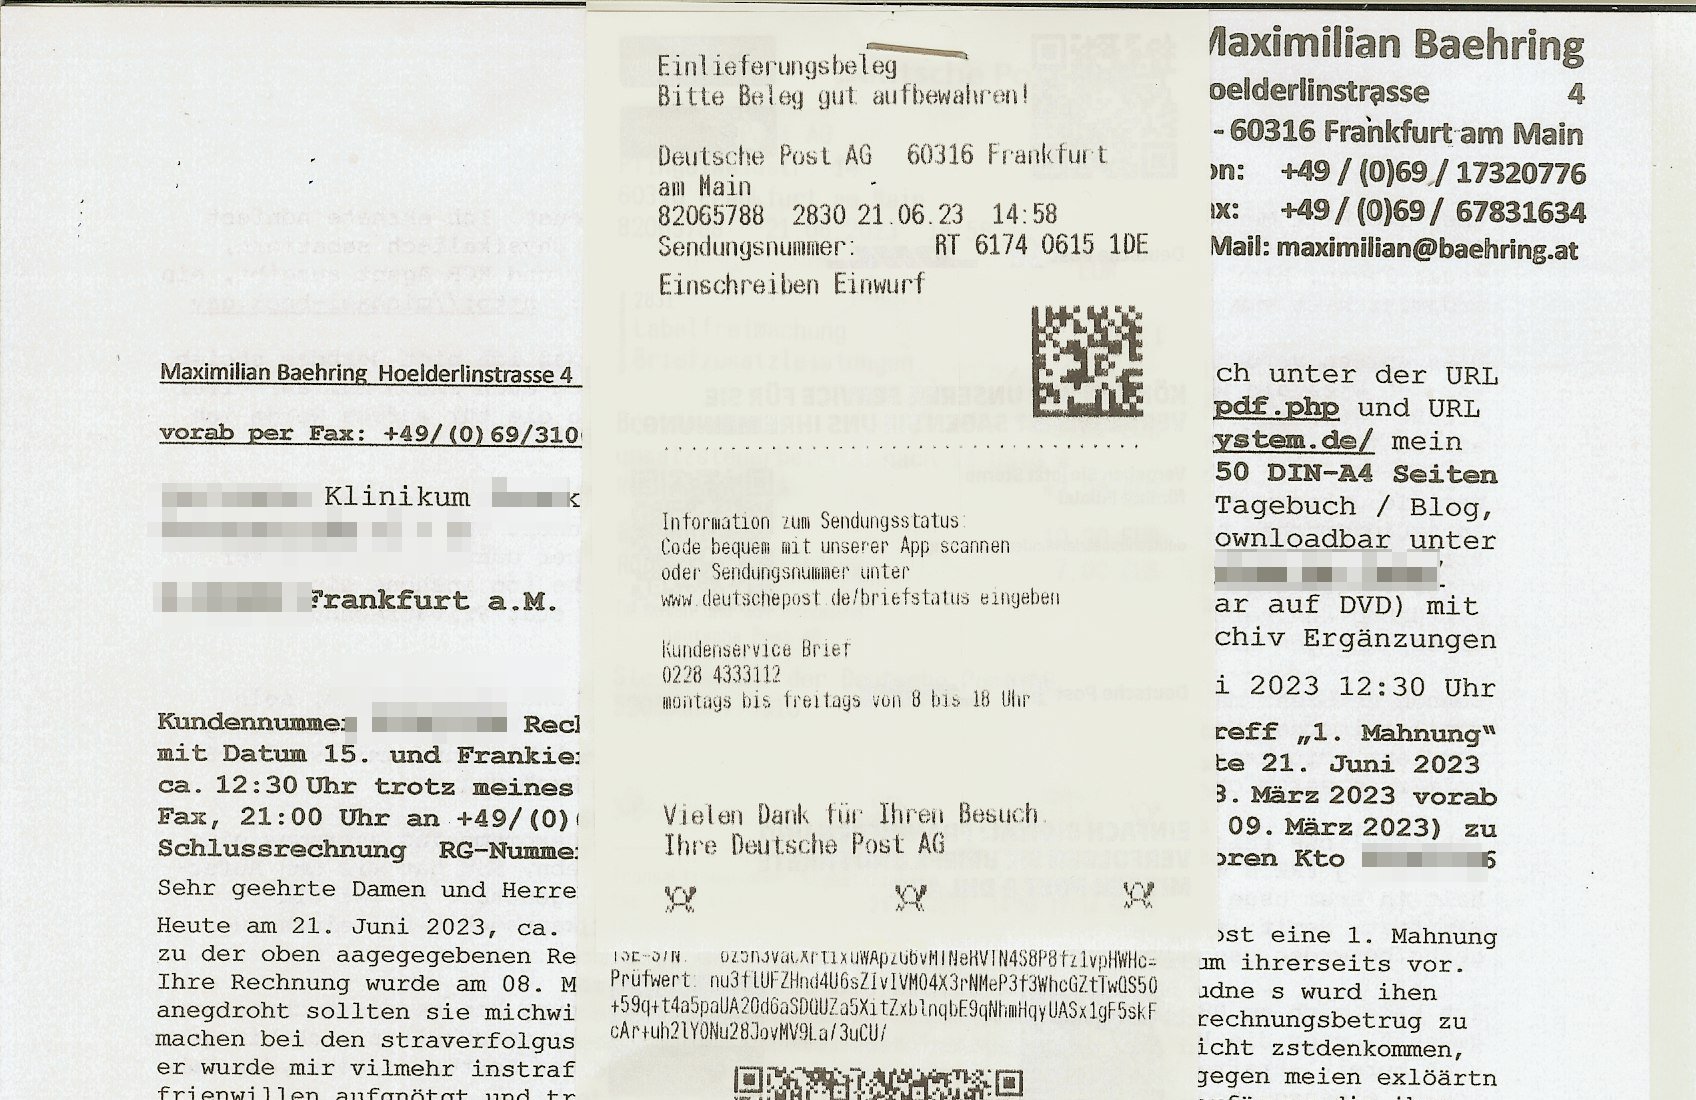 Einlieferungsbeleg
Bitte Beleg gut aufbewahren!
Deutsche Post AG 60316 Frankfurt
am Main
82065788 2830 21.06.23 14:58
Sendungsnummer: RT 6174 0615 1DE
Einschreiben Einwurf
Information zum Sendungsstatus:
Code bequem mit unserer App scannen
oder Sendungsnummer unter
www.deutschepost.de/briefstatus eingeben
Kundenservice Brief
0228 4333112
montags bis freitags von 8 bis 18 Uhr
Vielen Dank für Ihren Besuch.
Ihre Deutsche Post AG
Prüfwert:
cAr+uh2lYONu28JovMV9La/3uCU/
Maximilian Baehring Hoelderlinstrasse 4
vorab per Fax: +49/(0)69/310
Klinikum
Frankfurt a.M.
Kundennummer
mit Datum 15. und Frankie
ca. 12:30 Uhr trotz meines
Fax, 21:00 Uhr an +49/(0)
Schlussrechnung RG-Numme
Sehr geehrte Damen und Herre
Heute am 21. Juni 2023, ca.
zu der oben aagegegebenen Re
Ihre Rechnung wurde am 08. M
anegdroht sollten sie michwi
machen bei den straverfolgus
er wurde mir vilmehr instraf
frienwillen aufgnötgt und tr
Maximilian Baehring
oelderlinstrasse 4
- 60316 Frankfurt am Main
on: +49 / (0)69 / 17320776
ax: +49 / (0)69 / 67831634
Mail: maximilian@baehring.at
ch unter der URL
pdf.php und URL
ystem.de/ mein
50 DIN-A4 Seiten
Tagebuch / Blog,
ownloadbar unter
ar auf DVD) mit
chiv Ergänzungen
i 2023 12:30 Uhr
reff „1. Mahnung“
te 21. Juni 2023
8. März 2023 vorab
09. März 2023) zu
oren Kto 6
ost eine 1. Mahnung
um ihrerseits vor.
udne s wurd ihen
rechnungsbetrug zu
icht zstdenkommen,
gegen meien exlöärtn